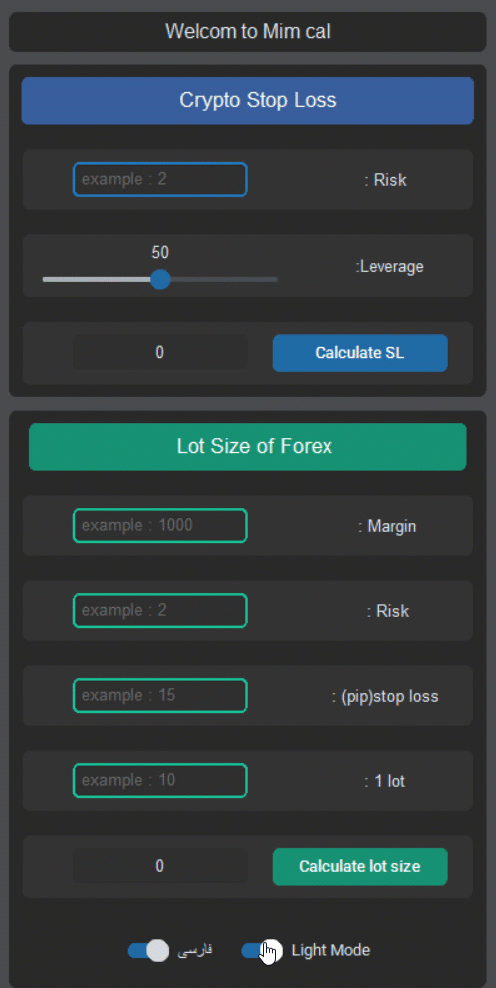 Welcom to Mim cal
Crypto Stop Loss
example : 2
: Risk
50
:Leverage
0
Calculate SL
Lot Size of Forex
example : 1000
: Margin
example : 2
: Risk
example : 15
: (pip)stop loss
example : 10
: 1 lot
0
Calculate lot size
فارسی
Light Mode